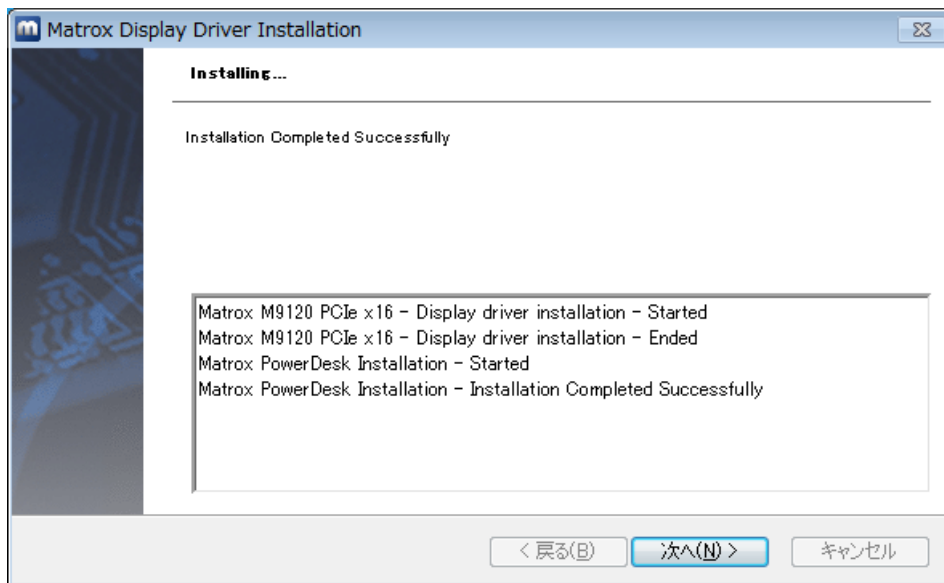 Matrox Display Driver Installation
Installing...
Installation Completed Successfully
Matrox M9120 PCIe x16 - Display driver installation - Started
Matrox M9120 PCIe x16 - Display driver installation - Ended
Matrox PowerDesk Installation - Started
Matrox PowerDesk Installation - Installation Completed Successfully
< 戻る(B) 次へ(N) > キャンセル